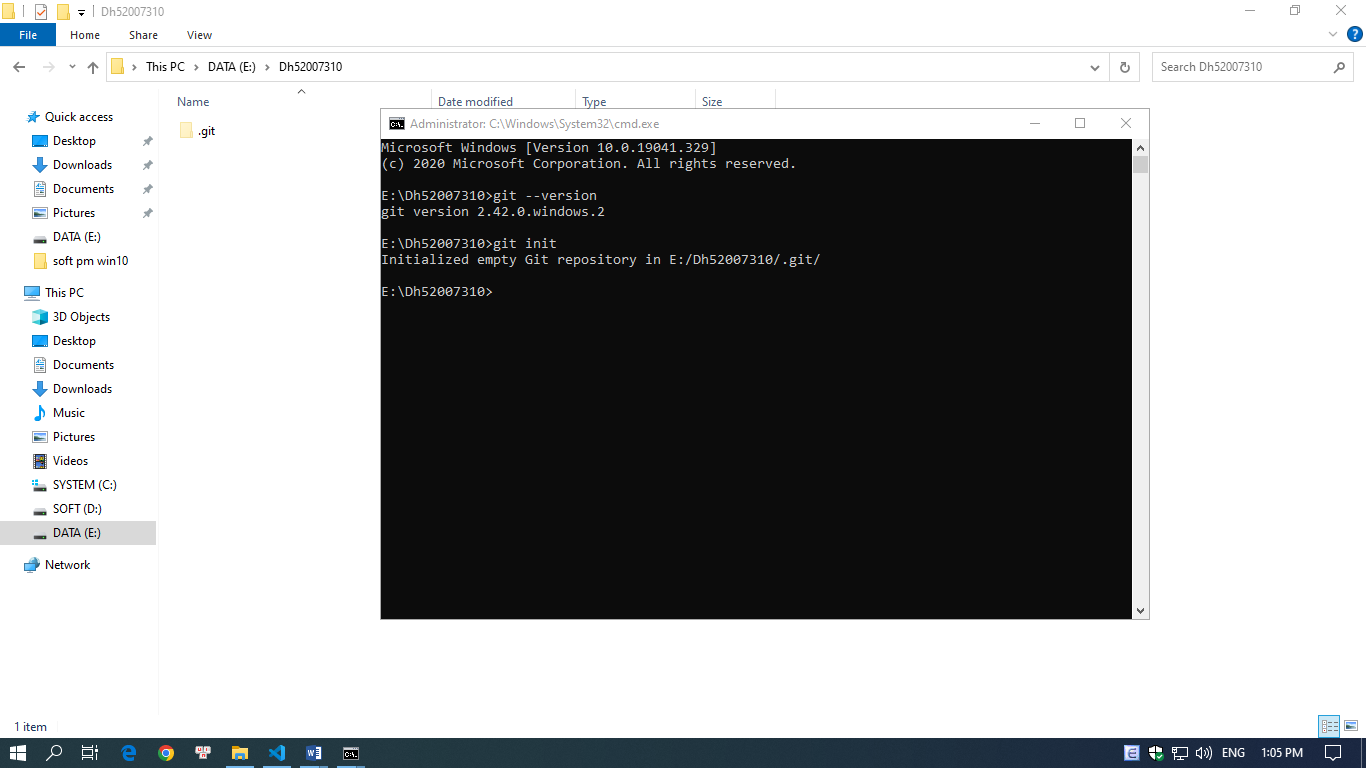 Dh52007310
File Home Share View
This PC > DATA (E:) > Dh52007310
Search Dh52007310
Name Date modified Type Size
Quick access
Desktop
Downloads
Documents
Pictures
DATA (E:)
soft pm win10
This PC
3D Objects
Desktop
Documents
Downloads
Music
Pictures
Videos
SYSTEM (C:)
SOFT (D:)
DATA (E:)
Network
.git
Administrator: C:\Windows\System32\cmd.exe
Microsoft Windows [Version 10.0.19041.329]
(c) 2020 Microsoft Corporation. All rights reserved.
E:\Dh52007310>git --version
git version 2.42.0.windows.2
E:\Dh52007310>git init
Initialized empty Git repository in E:/Dh52007310/.git/
E:\Dh52007310>
1 item
ENG 1:05 PM